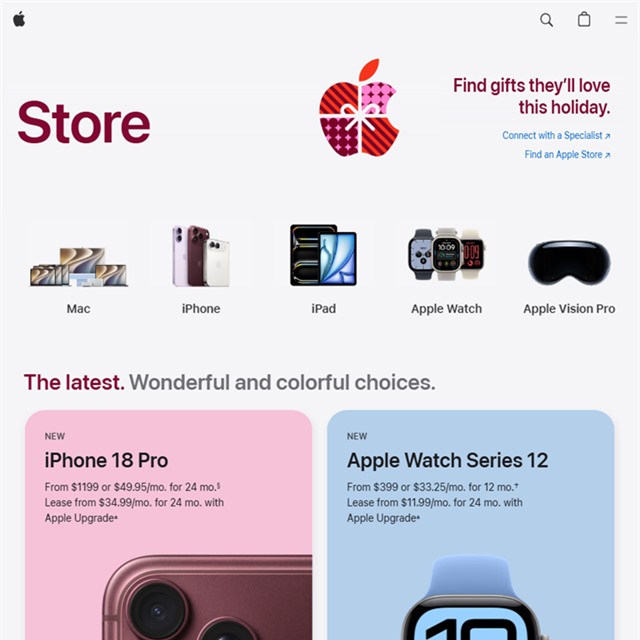 Store
Find gifts they'll love
this holiday.
Connect with a Specialist ↗
Find an Apple Store ↗
Mac
iPhone
iPad
Apple Watch
Apple Vision Pro
The latest. Wonderful and colorful choices.
NEW
iPhone 18 Pro
From $1199 or $49.95/mo. for 24 mo.§
Lease from $34.99/mo. for 24 mo. with
Apple Upgrade
NEW
Apple Watch Series 12
From $399 or $33.25/mo. for 12 mo.†
Lease from $11.99/mo. for 24 mo. with
Apple Upgrade